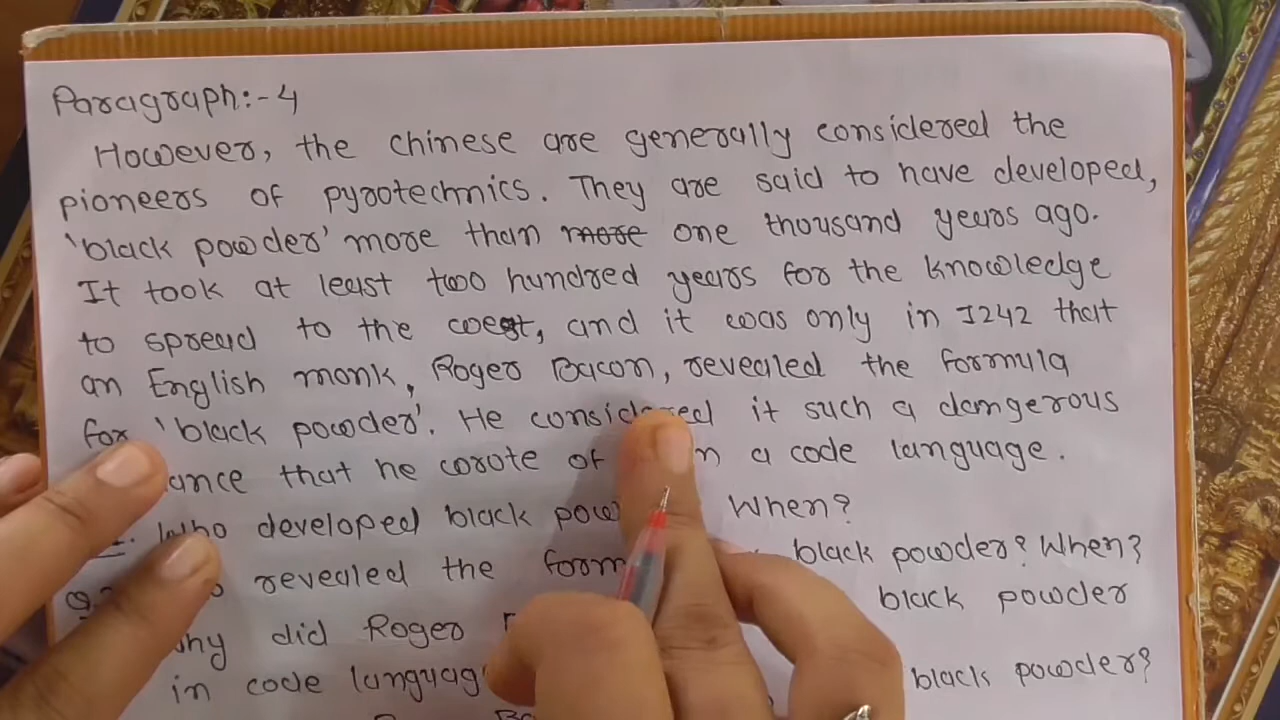 Paragraph:- 4
However, the chinese are generally considered the
pioneers of pyrotechnics. They are said to have developed,
'black powder' more than more one thousand years ago.
It took at least two hundred years for the knowledge
to spread to the west, and it was only in 1242 that
an English monk, Roger Bacon, revealed the formula
for 'black powder'. He considered it such a dangerous
ance that he wrote of in a code language.
Who developed black pow When?
revealed the form black powder? When?
did Roger black powder
in code languag black powder?